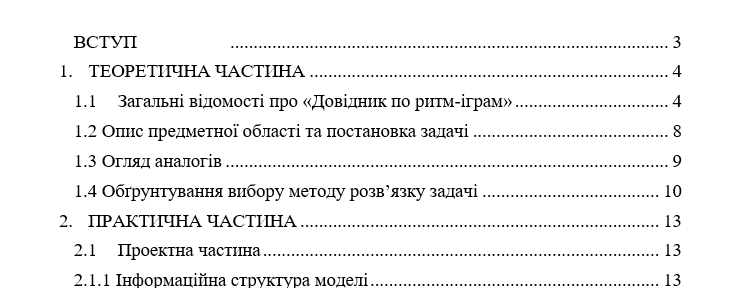 ВСТУП ........................................................................................ 3
1. ТЕОРЕТИЧНА ЧАСТИНА ........................................................................ 4
1.1 Загальні відомості про «Довідник по ритм-іграм» ............................... 4
1.2 Опис предметної області та постановка задачі ........................................ 8
1.3 Огляд аналогів ......................................................................................... 9
1.4 Обґрунтування вибору методу розв’язку задачі .................................... 10
2. ПРАКТИЧНА ЧАСТИНА ........................................................................ 13
2.1 Проектна частина ................................................................................ 13
2.1.1 Інформаційна структура моделі .......................................................... 13